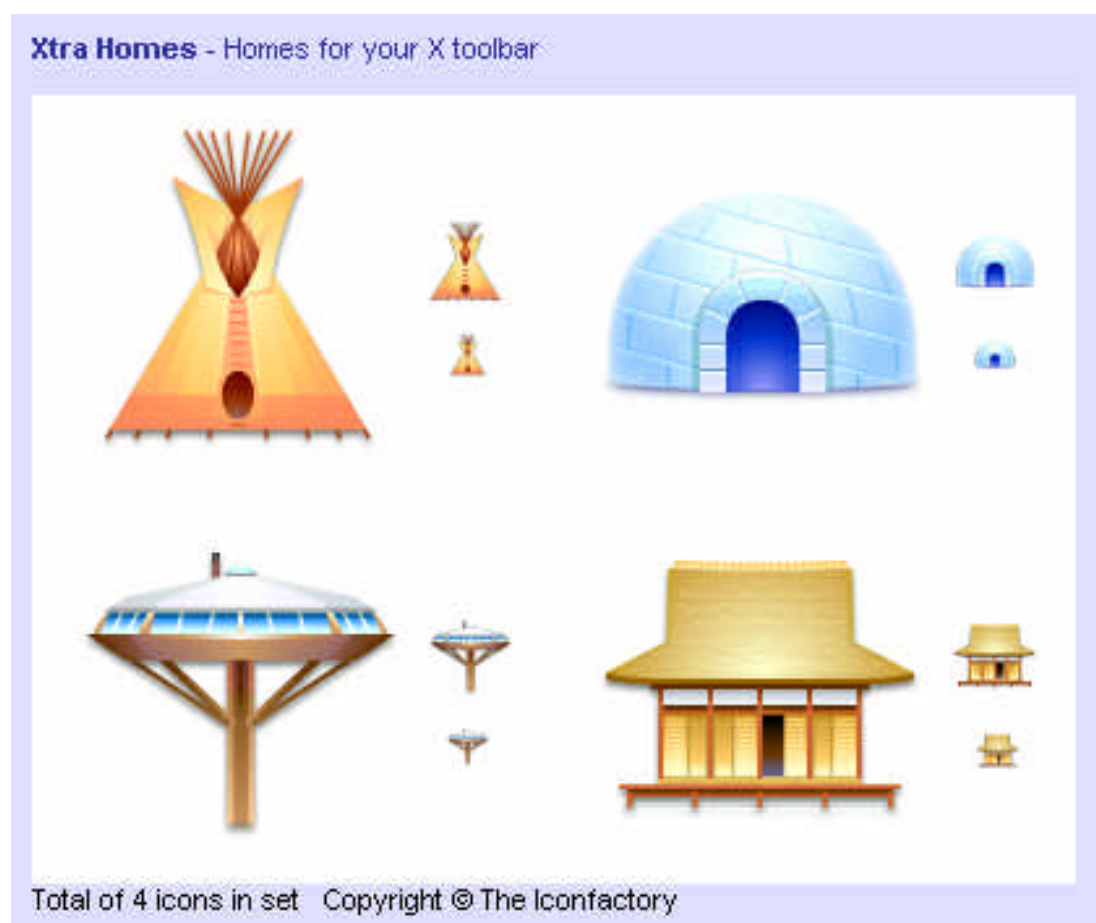 Xtra Homes - Homes for your X toolbar
Total of 4 icons in set   Copyright © The Iconfactory